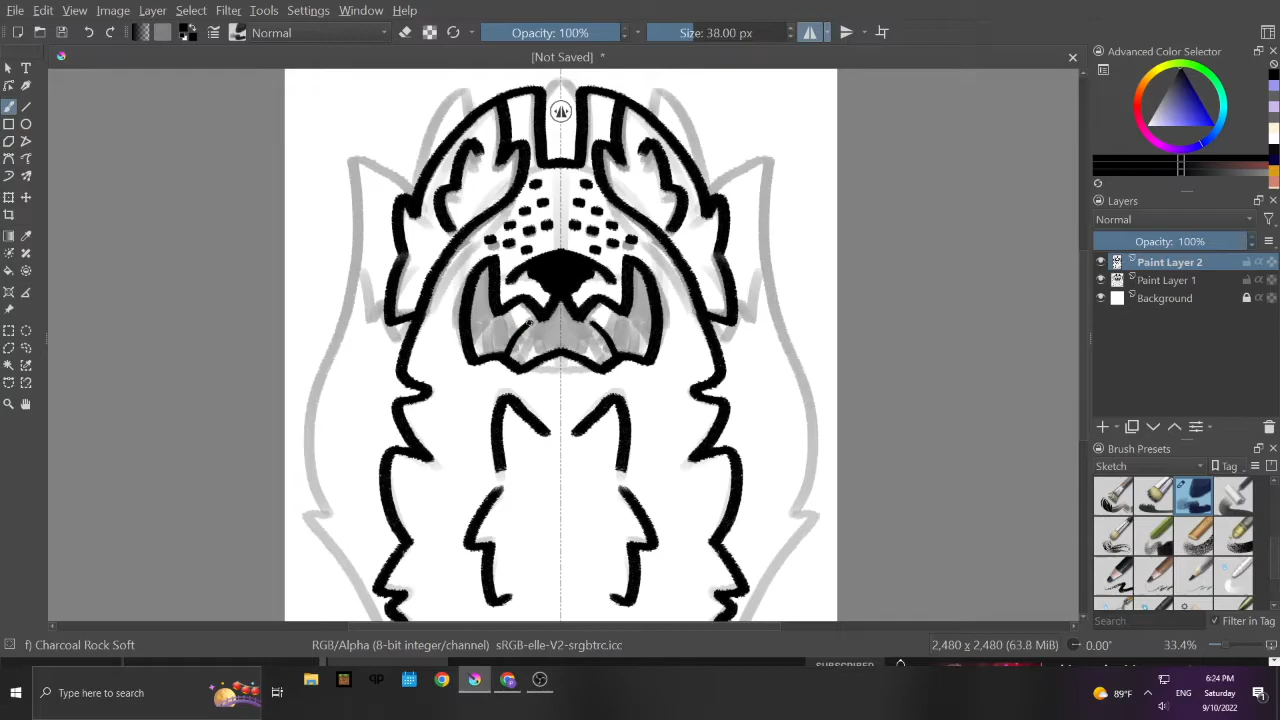 File Edit View Image Layer Select Filter Tools Settings Window Help
Normal Opacity: 100% Size: 38.00 px
[Not Saved] *
Advanced Color Selector
Layers
Normal
Opacity: 100%
Paint Layer 2
Paint Layer 1
Background
Brush Presets
Sketch Tag
Search Filter in Tag
f) Charcoal Rock Soft RGB/Alpha (8-bit integer/channel) sRGB-elle-V2-srgbtrc.icc 2,480 x 2,480 (63.8 MiB) 0.00° 33.4%
SUBSCRIBED
Type here to search qp 89°F ENG 6:24 PM
Saturday
9/10/2022